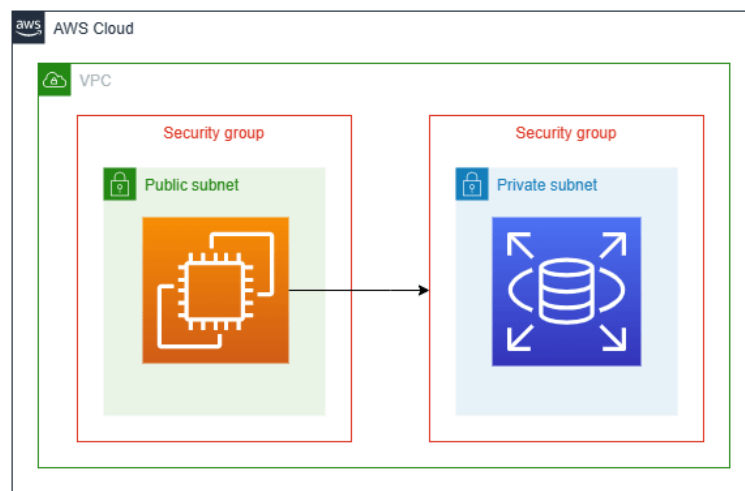 aws
AWS Cloud
VPC
Security group
Public subnet
Security group
Private subnet